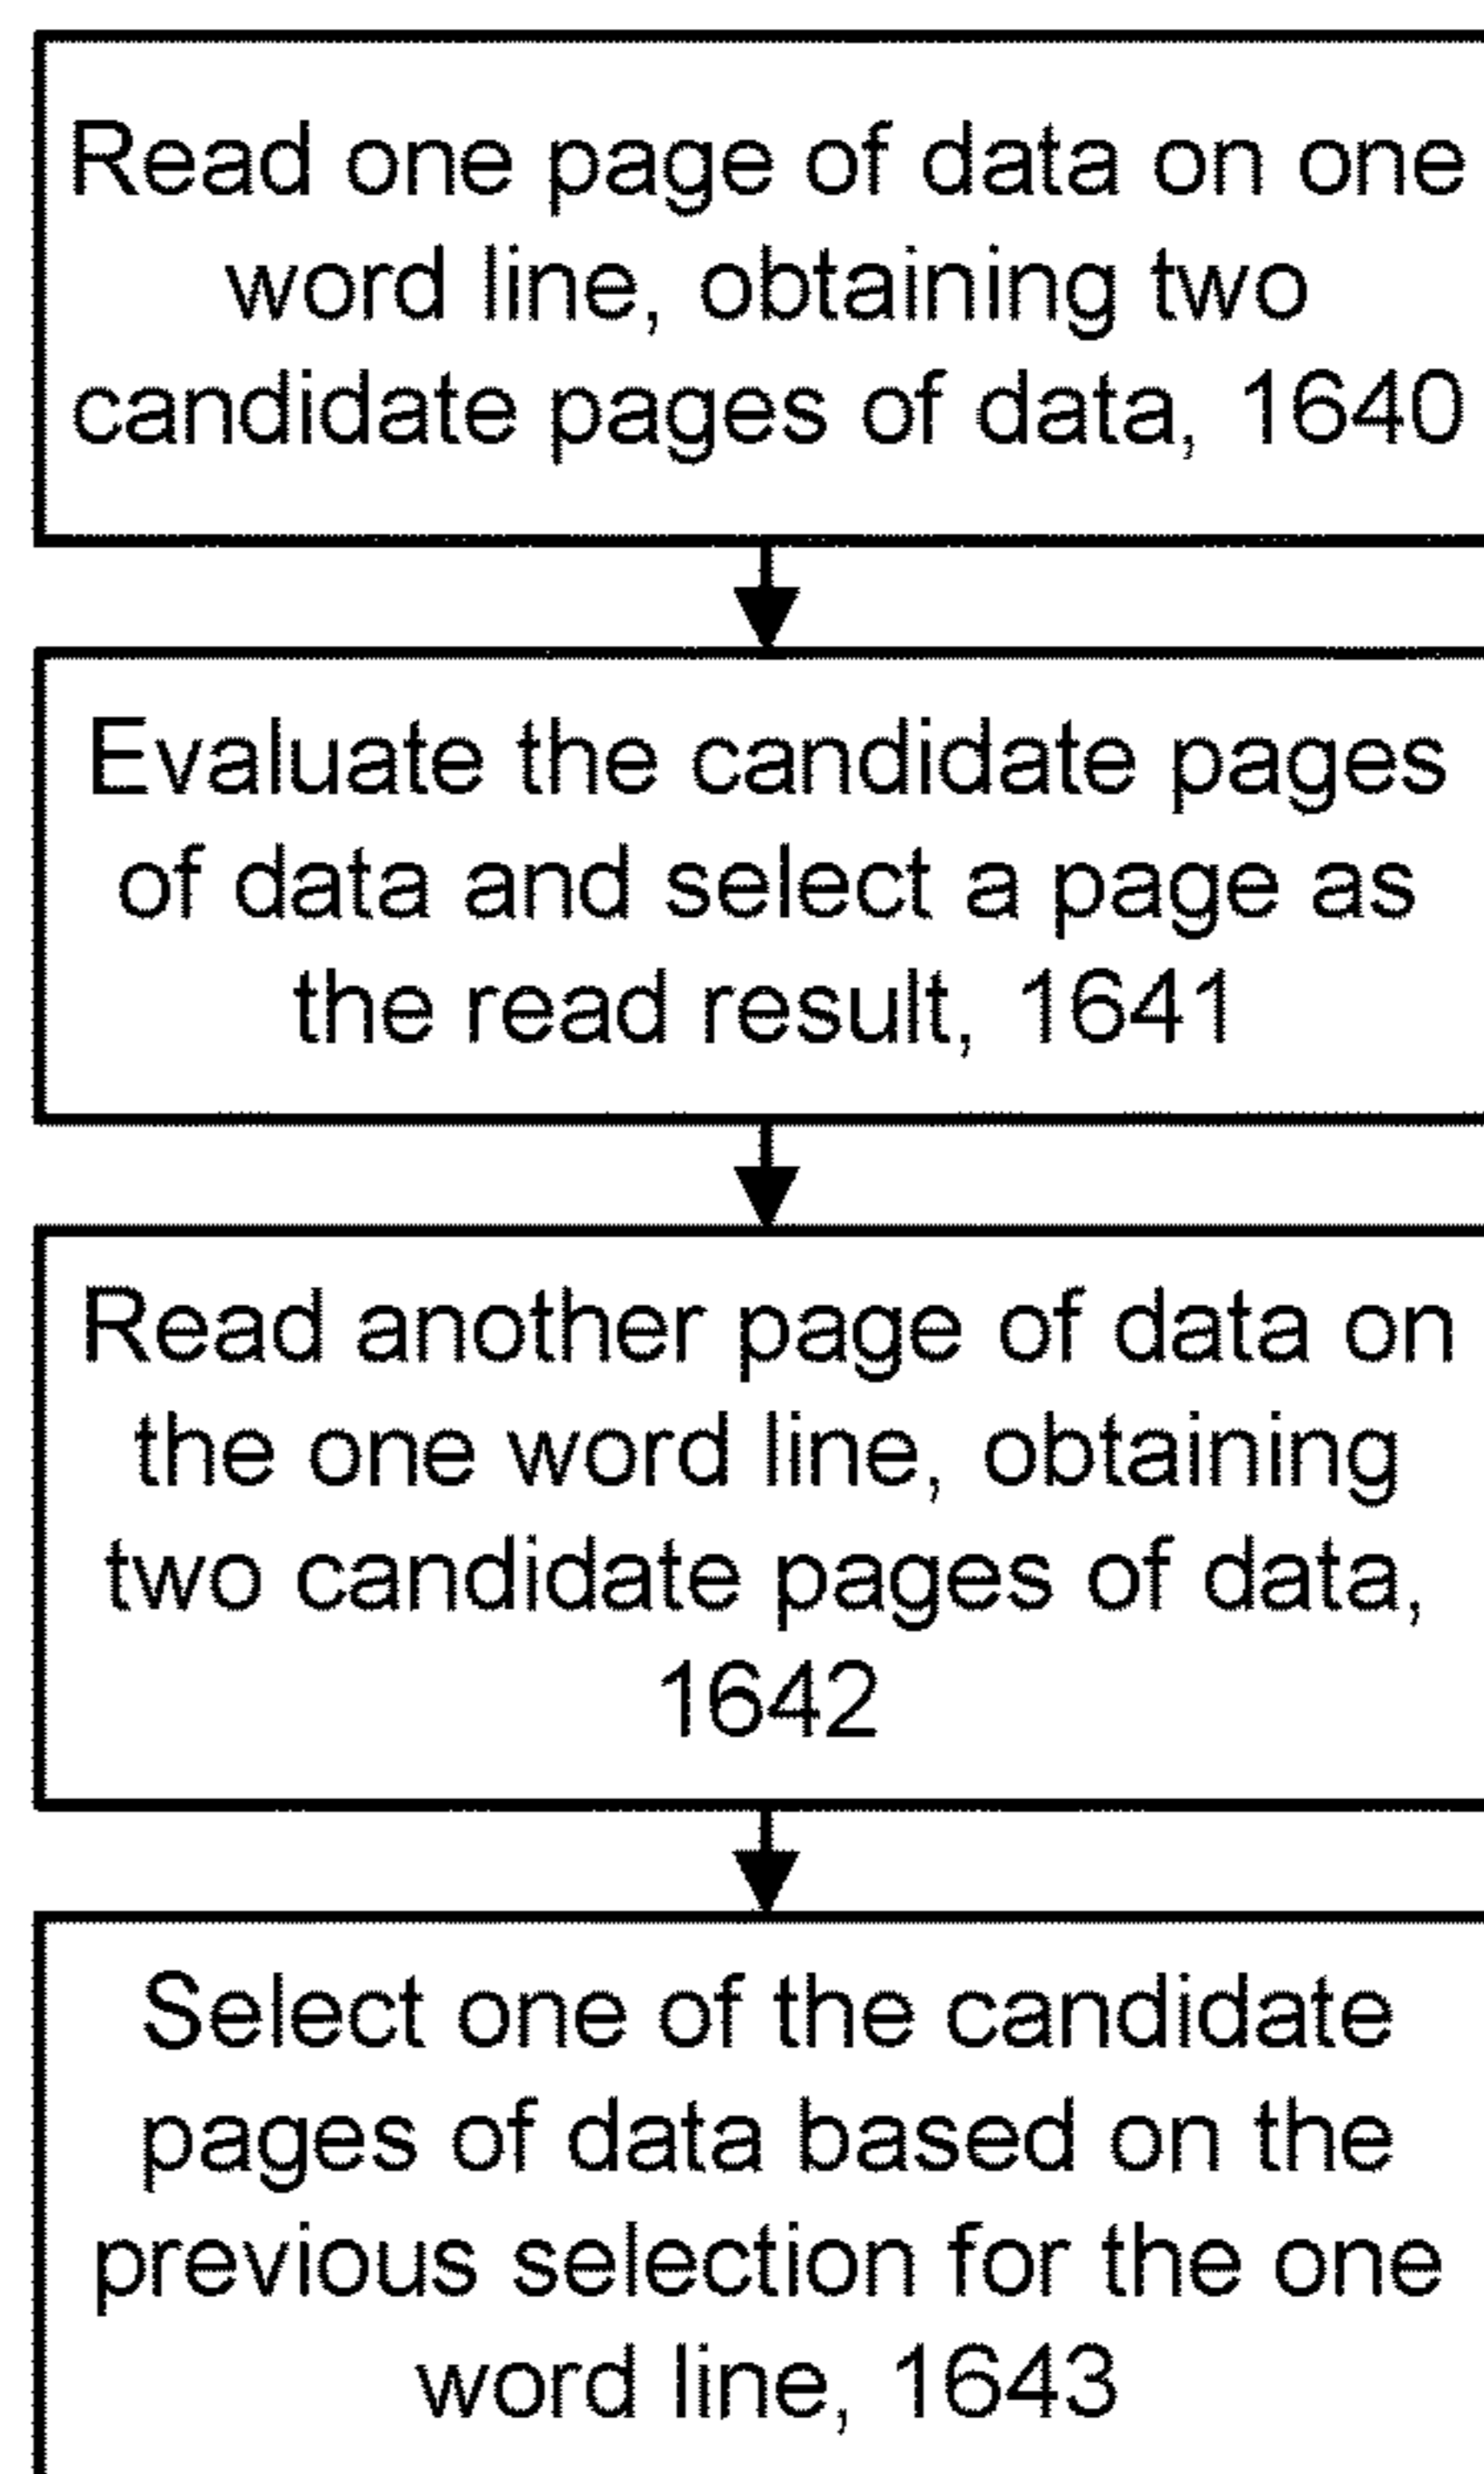 Read one page of data on one
word line, obtaining two
candidate pages of data, 1640
Evaluate the candidate pages
of data and select a page as
the read result, 1641
Read another page of data on
the one word line, obtaining
two candidate pages of data,
1642
Select one of the candidate
pages of data based on the
previous selection for the one
word line, 1643